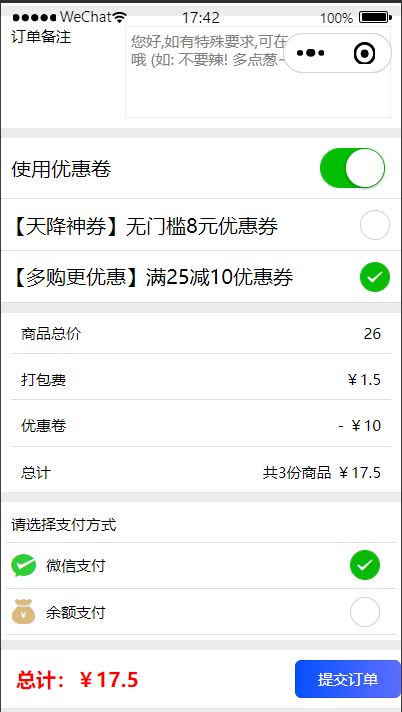 ●●●●● WeChat 17:42 100%
订单备注
您好,如有特殊要求,可在
哦 (如: 不要辣! 多点葱~
使用优惠卷
【天降神券】无门槛8元优惠券
【多购更优惠】满25减10优惠券
商品总价 26
打包费 ￥1.5
优惠卷 - ￥10
总计 共3份商品 ￥17.5
请选择支付方式
微信支付
¥ 余额支付
总计：￥17.5 提交订单